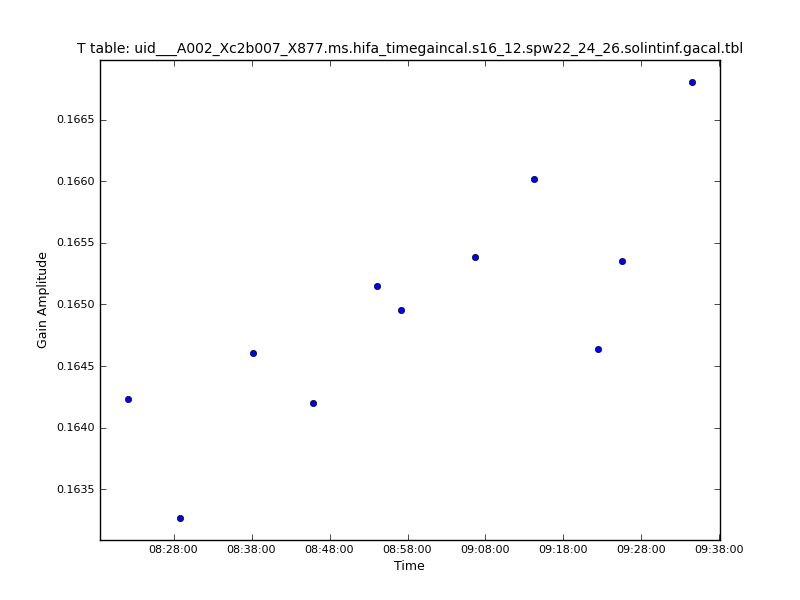 T table: uid___A002_Xc2b007_X877.ms.hifa_timegaincal.s16_12.spw22_24_26.solintinf.gacal.tbl
0.1665
0.1660
0.1655
0.1650
0.1645
0.1640
0.1635
Gain Amplitude
08:28:00 08:38:00 08:48:00 08:58:00 09:08:00 09:18:00 09:28:00 09:38:00
Time